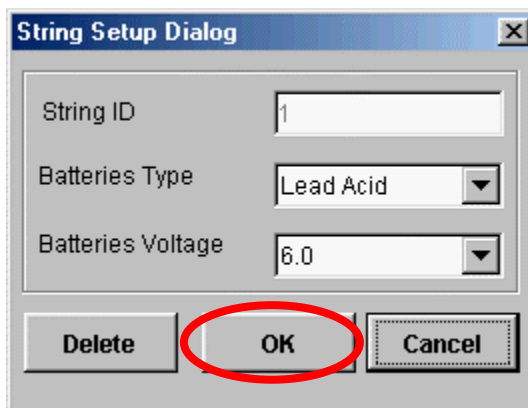 String Setup Dialog
String ID 1
Batteries Type Lead Acid
Batteries Voltage 6.0
Delete OK Cancel